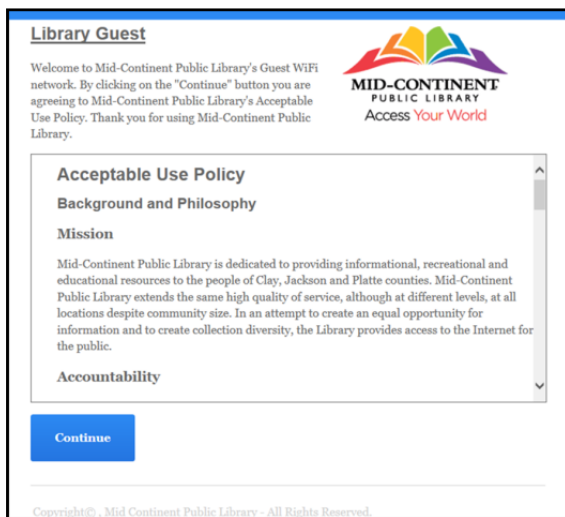 Library Guest
Welcome to Mid-Continent Public Library's Guest WiFi
network. By clicking on the "Continue" button you are
agreeing to Mid-Continent Public Library's Acceptable
Use Policy. Thank you for using Mid-Continent Public
Library.
MID-CONTINENT
PUBLIC LIBRARY
Access Your World
Acceptable Use Policy
Background and Philosophy
Mission
Mid-Continent Public Library is dedicated to providing informational, recreational and
educational resources to the people of Clay, Jackson and Platte counties. Mid-Continent
Public Library extends the same high quality of service, although at different levels, at all
locations despite community size. In an attempt to create an equal opportunity for
information and to create collection diversity, the Library provides access to the Internet for
the public.
Accountability
Continue
Copyright© , Mid Continent Public Library - All Rights Reserved.